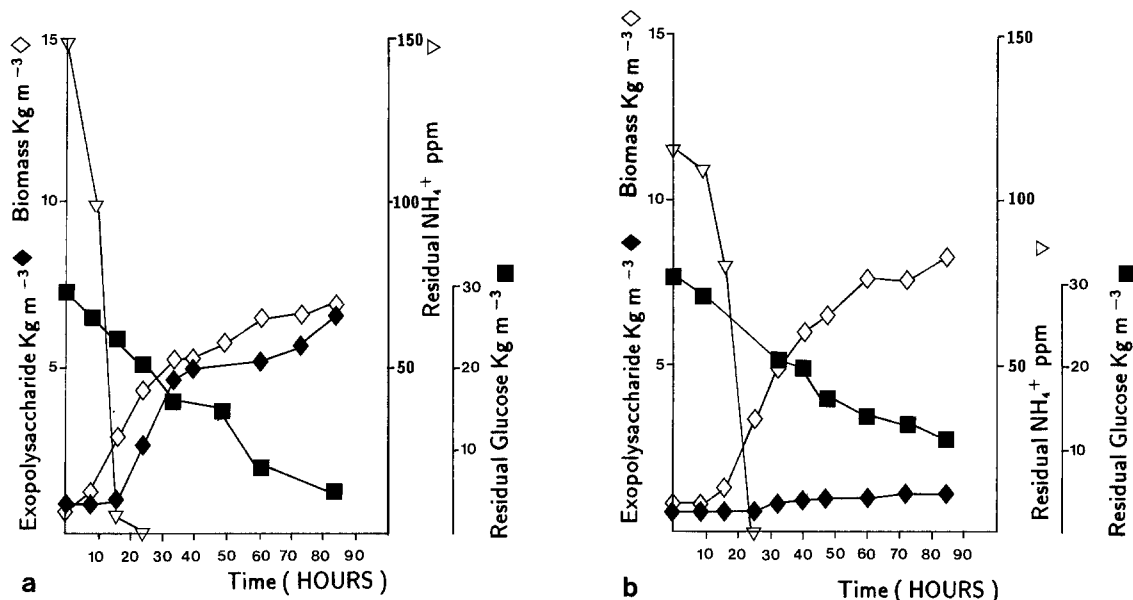 Exopolysaccharide Kg m⁻³ Biomass Kg m⁻³
15
10
5
150
100
50
Residual NH₄⁺ ppm
30
20
10
Residual Glucose Kg m⁻³
10 20 30 40 50 60 70 80 90
Time ( HOURS )
a
Exopolysaccharide Kg m⁻³ Biomass Kg m⁻³
15
10
5
150
100
50
Residual NH₄⁺ ppm
30
20
10
Residual Glucose Kg m⁻³
10 20 30 40 50 60 70 80 90
Time ( HOURS )
b